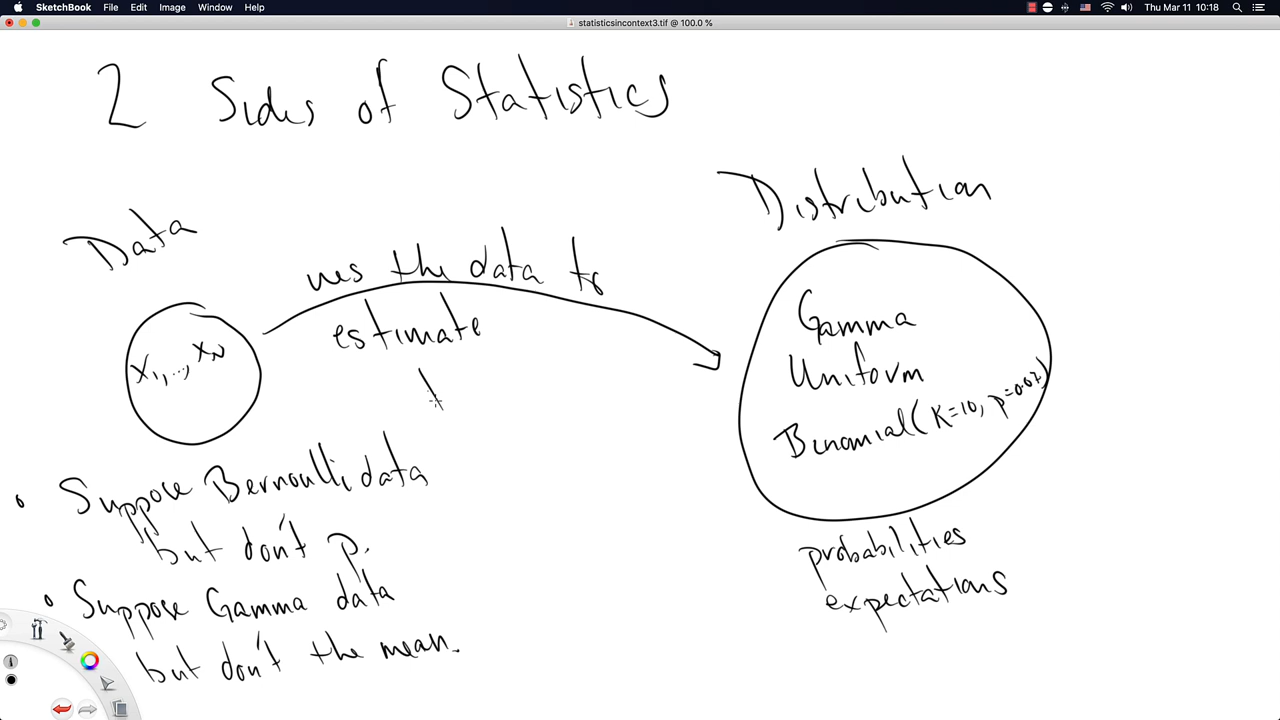 SketchBook File Edit Image Window Help
Thu Mar 11 10:18
statisticsincontext3.tif @ 100.0 %
2 Sides of Statistics
Data
Distribution
uses the data to
estimate
X1,..., XN
Gamma
Uniform
Binomial(K=10, p=0.07)
• Suppose Bernoulli data
but don't p.
• Suppose Gamma data
but don't the mean.
probabilities
expectations